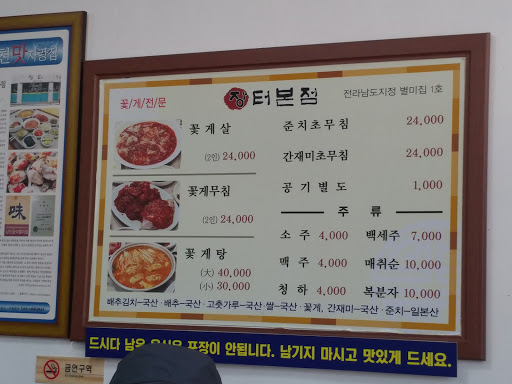 천맛자랑집
꽃/게/전/문
장터본점
전라남도지정 별미집 1호
꽃게살
(2인) 24,000
꽃게무침
(2인) 24,000
꽃게탕
(大) 40,000
(小) 30,000
준치초무침 24,000
간재미초무침 24,000
공기별도 1,000
주류
소주 4,000 백세주 7,000
맥주 4,000 매취순 10,000
청하 4,000 복분자 10,000
배추김치-국산·배추-국산·고춧가루-국산·쌀-국산·꽃게, 간재미-국산·준치-일본산
드시다 남은 포장이 안됩니다. 남기지 마시고 맛있게 드세요.
味
금연구역